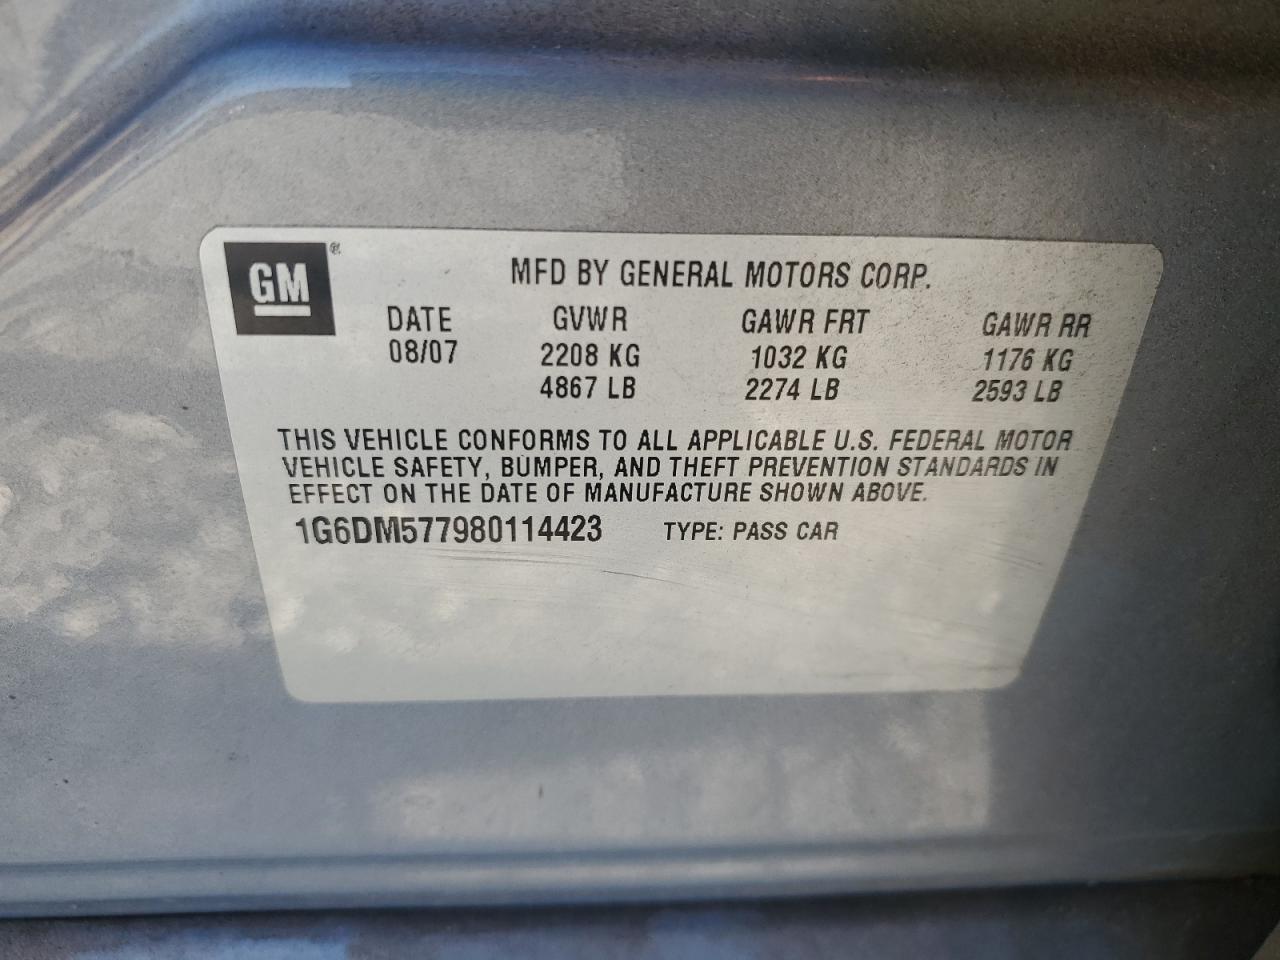 GM®
MFD BY GENERAL MOTORS CORP.
DATE GVWR GAWR FRT GAWR RR
08/07 2208 KG 1032 KG 1176 KG
4867 LB 2274 LB 2593 LB
THIS VEHICLE CONFORMS TO ALL APPLICABLE U.S. FEDERAL MOTOR
VEHICLE SAFETY, BUMPER, AND THEFT PREVENTION STANDARDS IN
EFFECT ON THE DATE OF MANUFACTURE SHOWN ABOVE.
1G6DM577980114423 TYPE: PASS CAR